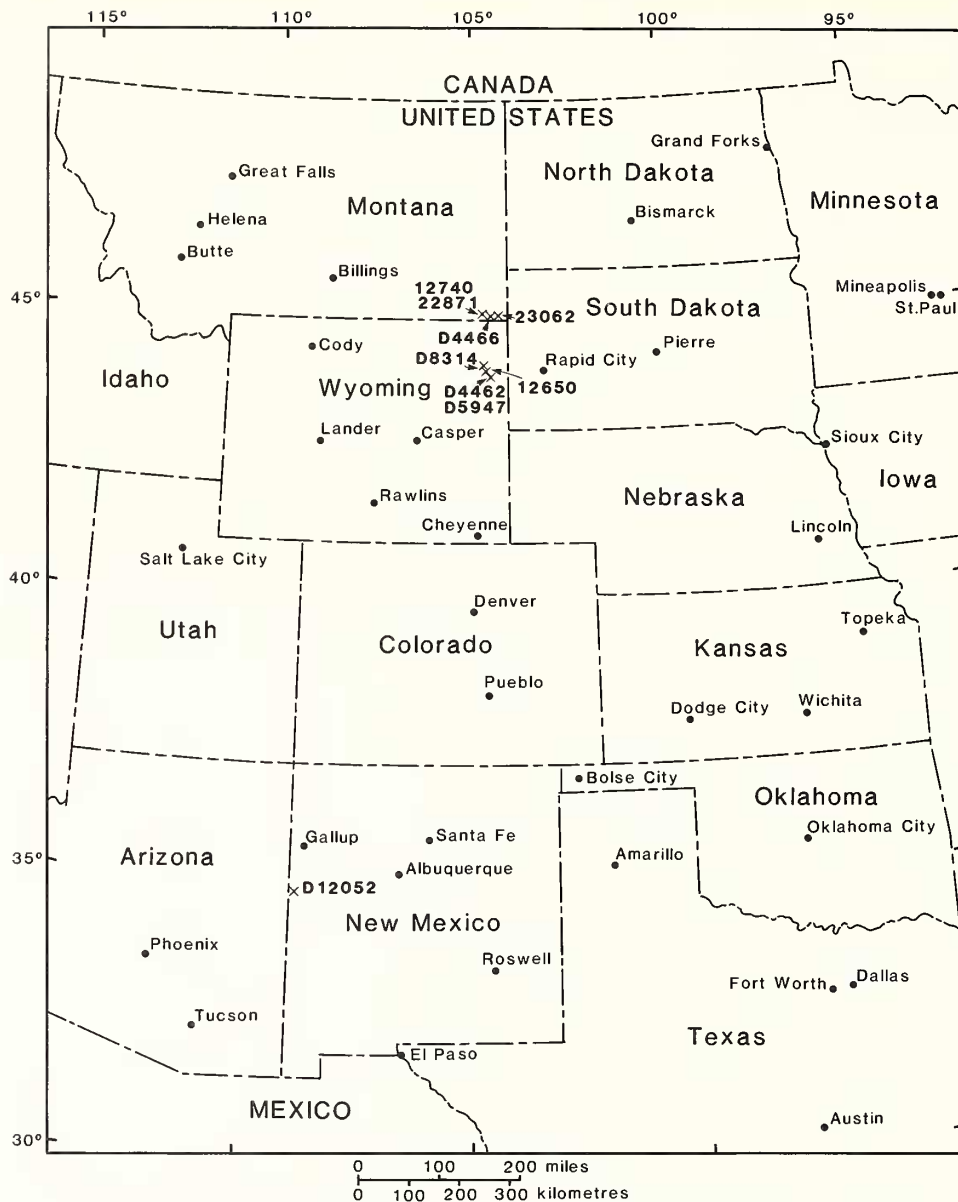 115° 110° 105° 100° 95°
CANADA
UNITED STATES
Grand Forks
North Dakota
Great Falls
Minnesota
Montana
Bismarck
Helena
Butte
Billings
12740
22871
45°
Mineapolis
St.Paul
South Dakota
23062
D4466
Cody
Pierre
D8314
Rapid City
Idaho
Wyoming
12650
D4462
D5947
Lander
Casper
Sioux City
Iowa
Rawlins
Nebraska
Cheyenne
Lincoln
Salt Lake City
40°
Denver
Topeka
Utah
Colorado
Kansas
Pueblo
Wichita
Dodge City
Bolse City
Oklahoma
Oklahoma City
Gallup
Santa Fe
35°
Arizona
Amarillo
Albuquerque
D12052
New Mexico
Phoenix
Roswell
Dallas
Fort Worth
Tucson
Texas
El Paso
MEXICO
Austin
30°
0 100 200 miles
0 100 200 300 kilometres